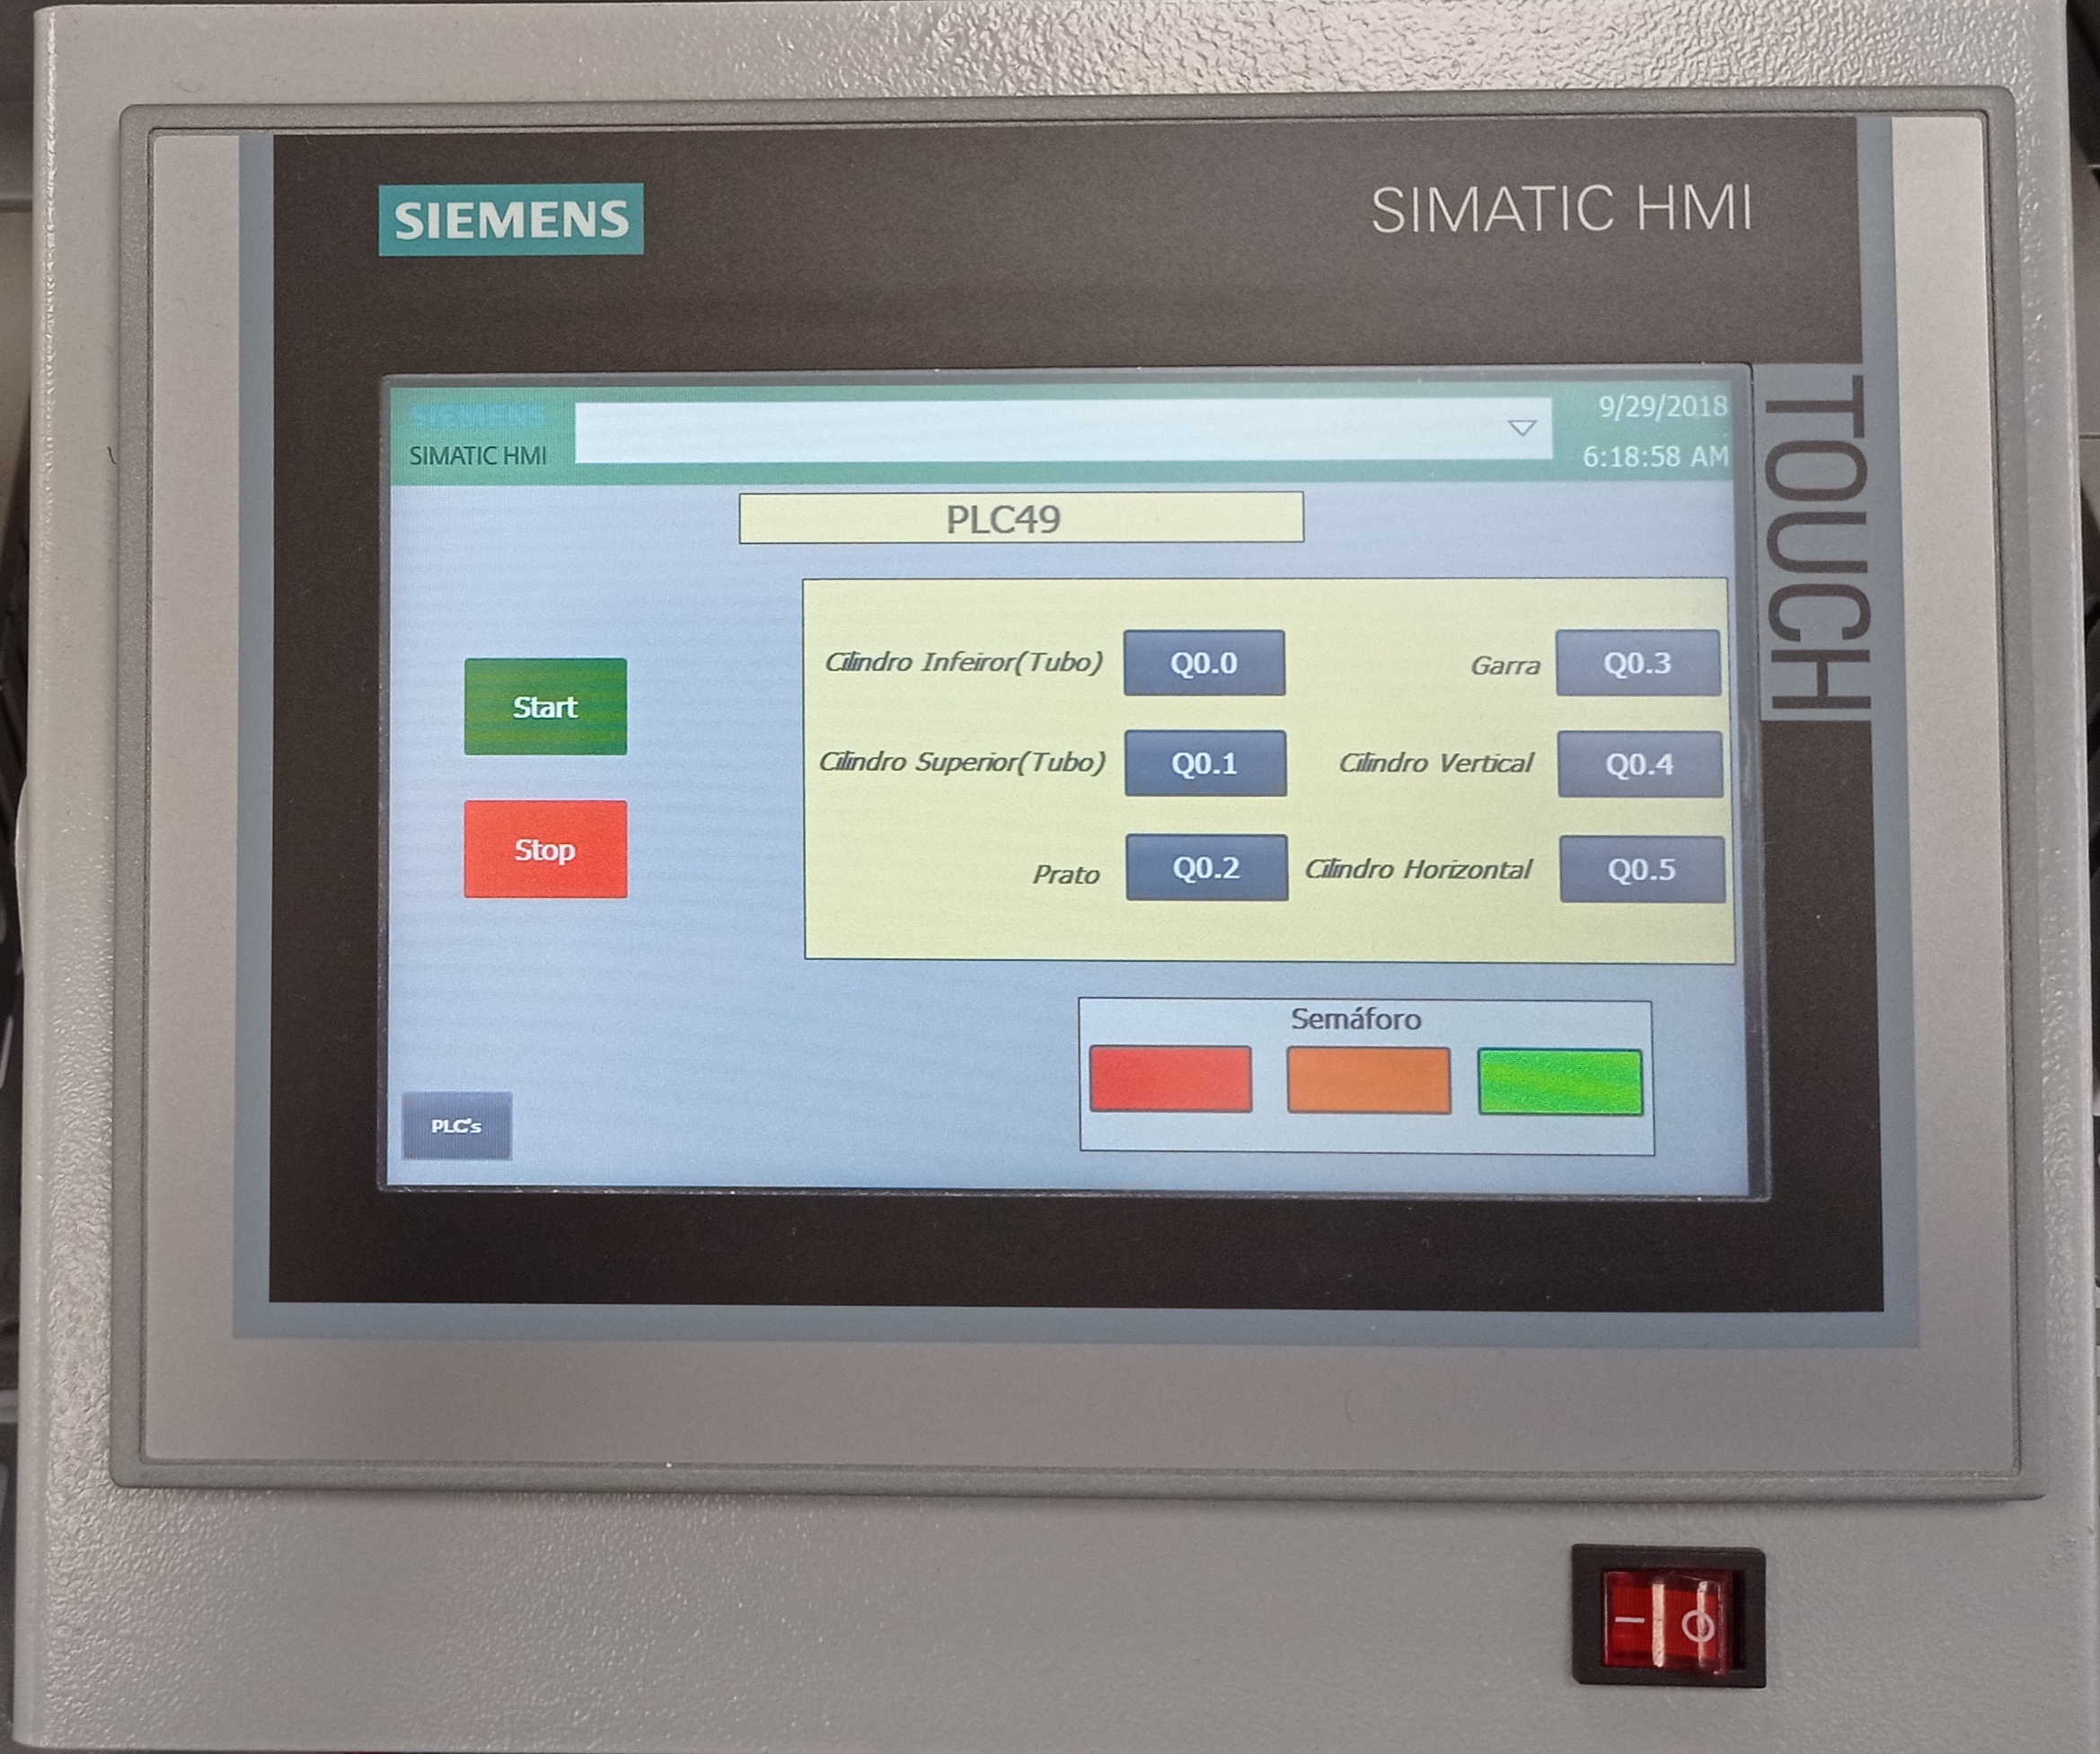 SIEMENS
SIMATIC HMI
TOUCH
SIEMENS
SIMATIC HMI
9/29/2018
6:18:58 AM
PLC49
Start
Stop
Cilindro Infeiror(Tubo) Q0.0 Garra Q0.3
Cilindro Superior(Tubo) Q0.1 Cilindro Vertical Q0.4
Prato Q0.2 Cilindro Horizontal Q0.5
Semáforo
PLC's